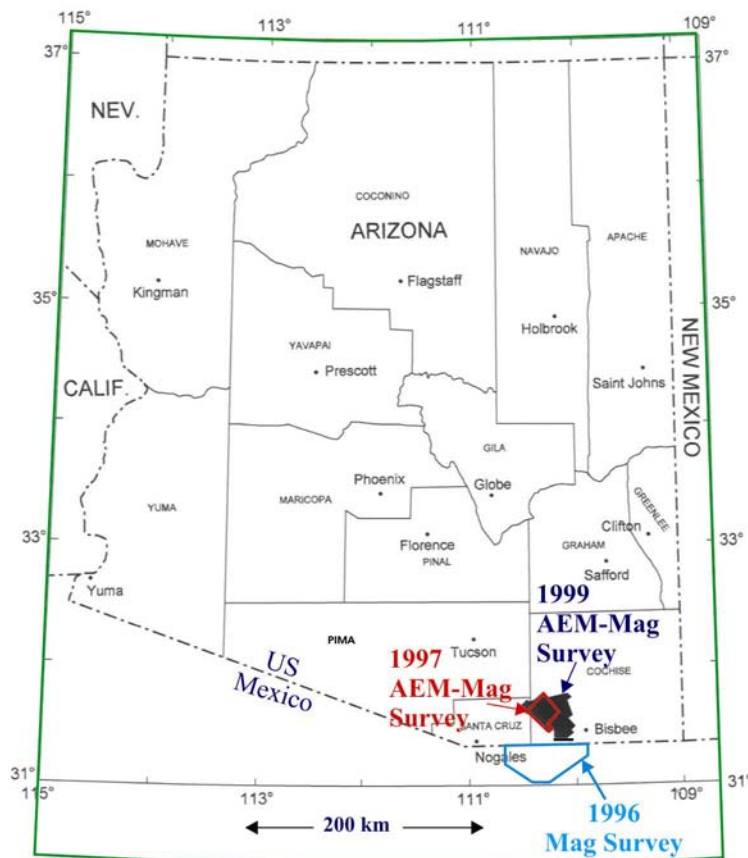 115°
113°
111°
109°
37°
37°
NEV.
COCONINO
ARIZONA
MOHAVE
NAVAJO
APACHE
Kingman
Flagstaff
35°
35°
Holbrook
NEW MEXICO
YAVAPAI
Prescott
Saint Johns
CALIF.
GILA
Phoenix
Globe
YUMA
MARICOPA
GREENLEE
33°
Florence
Clifton
33°
PINAL
GRAHAM
Safford
Yuma
1999
AEM-Mag
Survey
PIMA
Tucson
US
Mexico
1997
AEM-Mag
Survey
COCHISE
SANTA CRUZ
Bisbee
Nogales
31°
31°
115°
113°
111°
109°
200 km
1996
Mag Survey